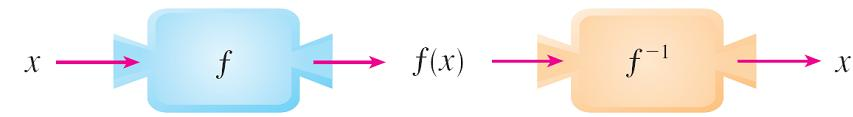 x f f(x) f⁻¹ x